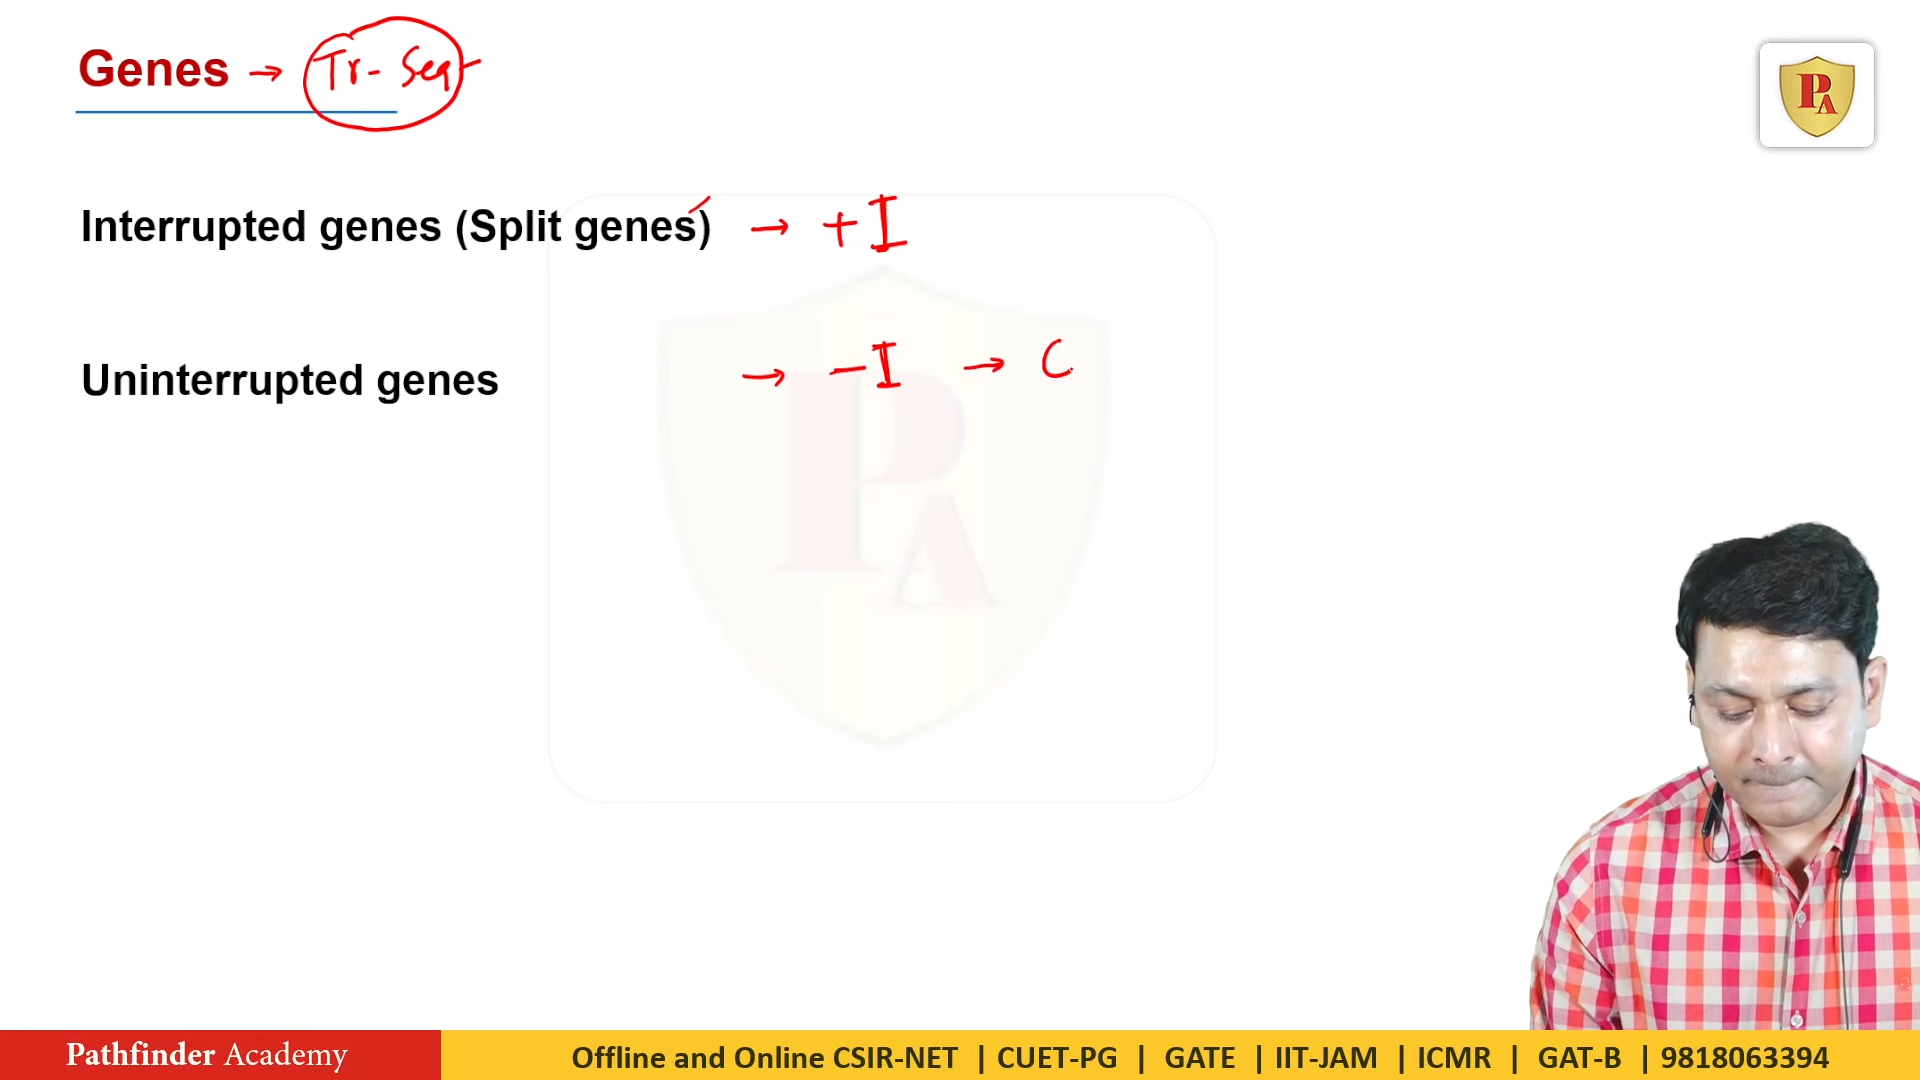 Genes → Tr- Seq
Interrupted genes (Split genes) → + I
Uninterrupted genes → - I → C
PA
PA
Pathfinder Academy
Offline and Online CSIR-NET | CUET-PG | GATE | IIT-JAM | ICMR | GAT-B | 9818063394